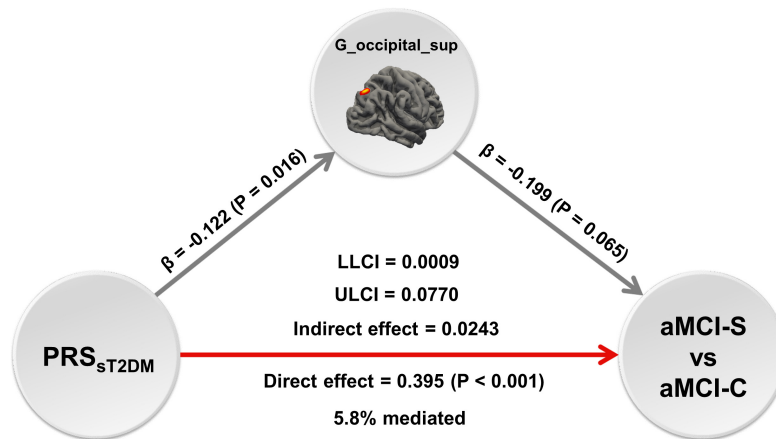 G_occipital_sup
β = -0.122 (P = 0.016)
β = -0.199 (P = 0.065)
LLCI = 0.0009
ULCI = 0.0770
Indirect effect = 0.0243
PRS_sT2DM
Direct effect = 0.395 (P < 0.001)
5.8% mediated
aMCI-S
vs
aMCI-C